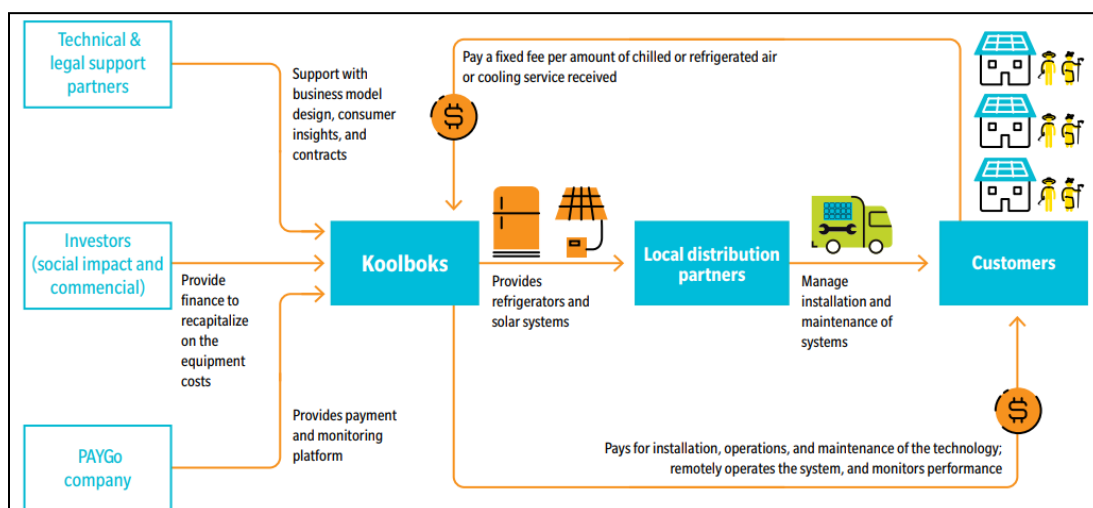 Technical &
legal support
partners
Support with
business model
design, consumer
insights, and
contracts
Pay a fixed fee per amount of chilled or refrigerated air
or cooling service received
$
Investors
(social impact and
commencial)
Provide
finance to
recapitalize
on the
equipment
costs
Koolboks
Provides
refrigerators and
solar systems
Local distribution
partners
Manage
installation and
maintenance of
systems
Customers
PAYGo
company
Provides payment
and monitoring
platform
$
Pays for installation, operations, and maintenance of the technology;
remotely operates the system, and monitors performance